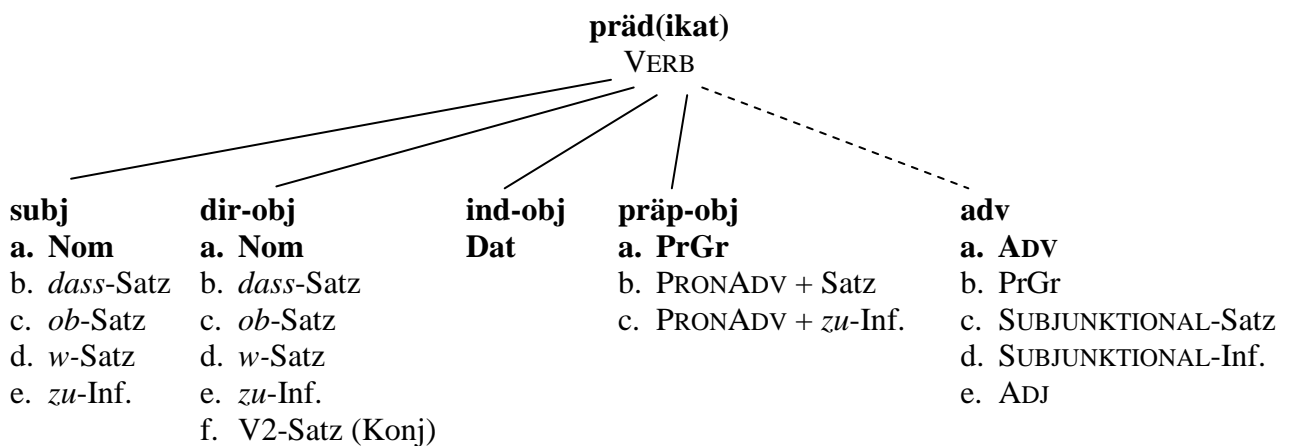 präd(ikat)
VERB
subj dir-obj ind-obj präp-obj adv
a. Nom a. Nom Dat a. PrGr a. ADV
b. dass-Satz b. dass-Satz b. PRONADV + Satz b. PrGr
c. ob-Satz c. ob-Satz c. PRONADV + zu-Inf. c. SUBJUNKTIONAL-Satz
d. w-Satz d. w-Satz d. SUBJUNKTIONAL-Inf.
e. zu-Inf. e. zu-Inf. e. ADJ
f. V2-Satz (Konj)